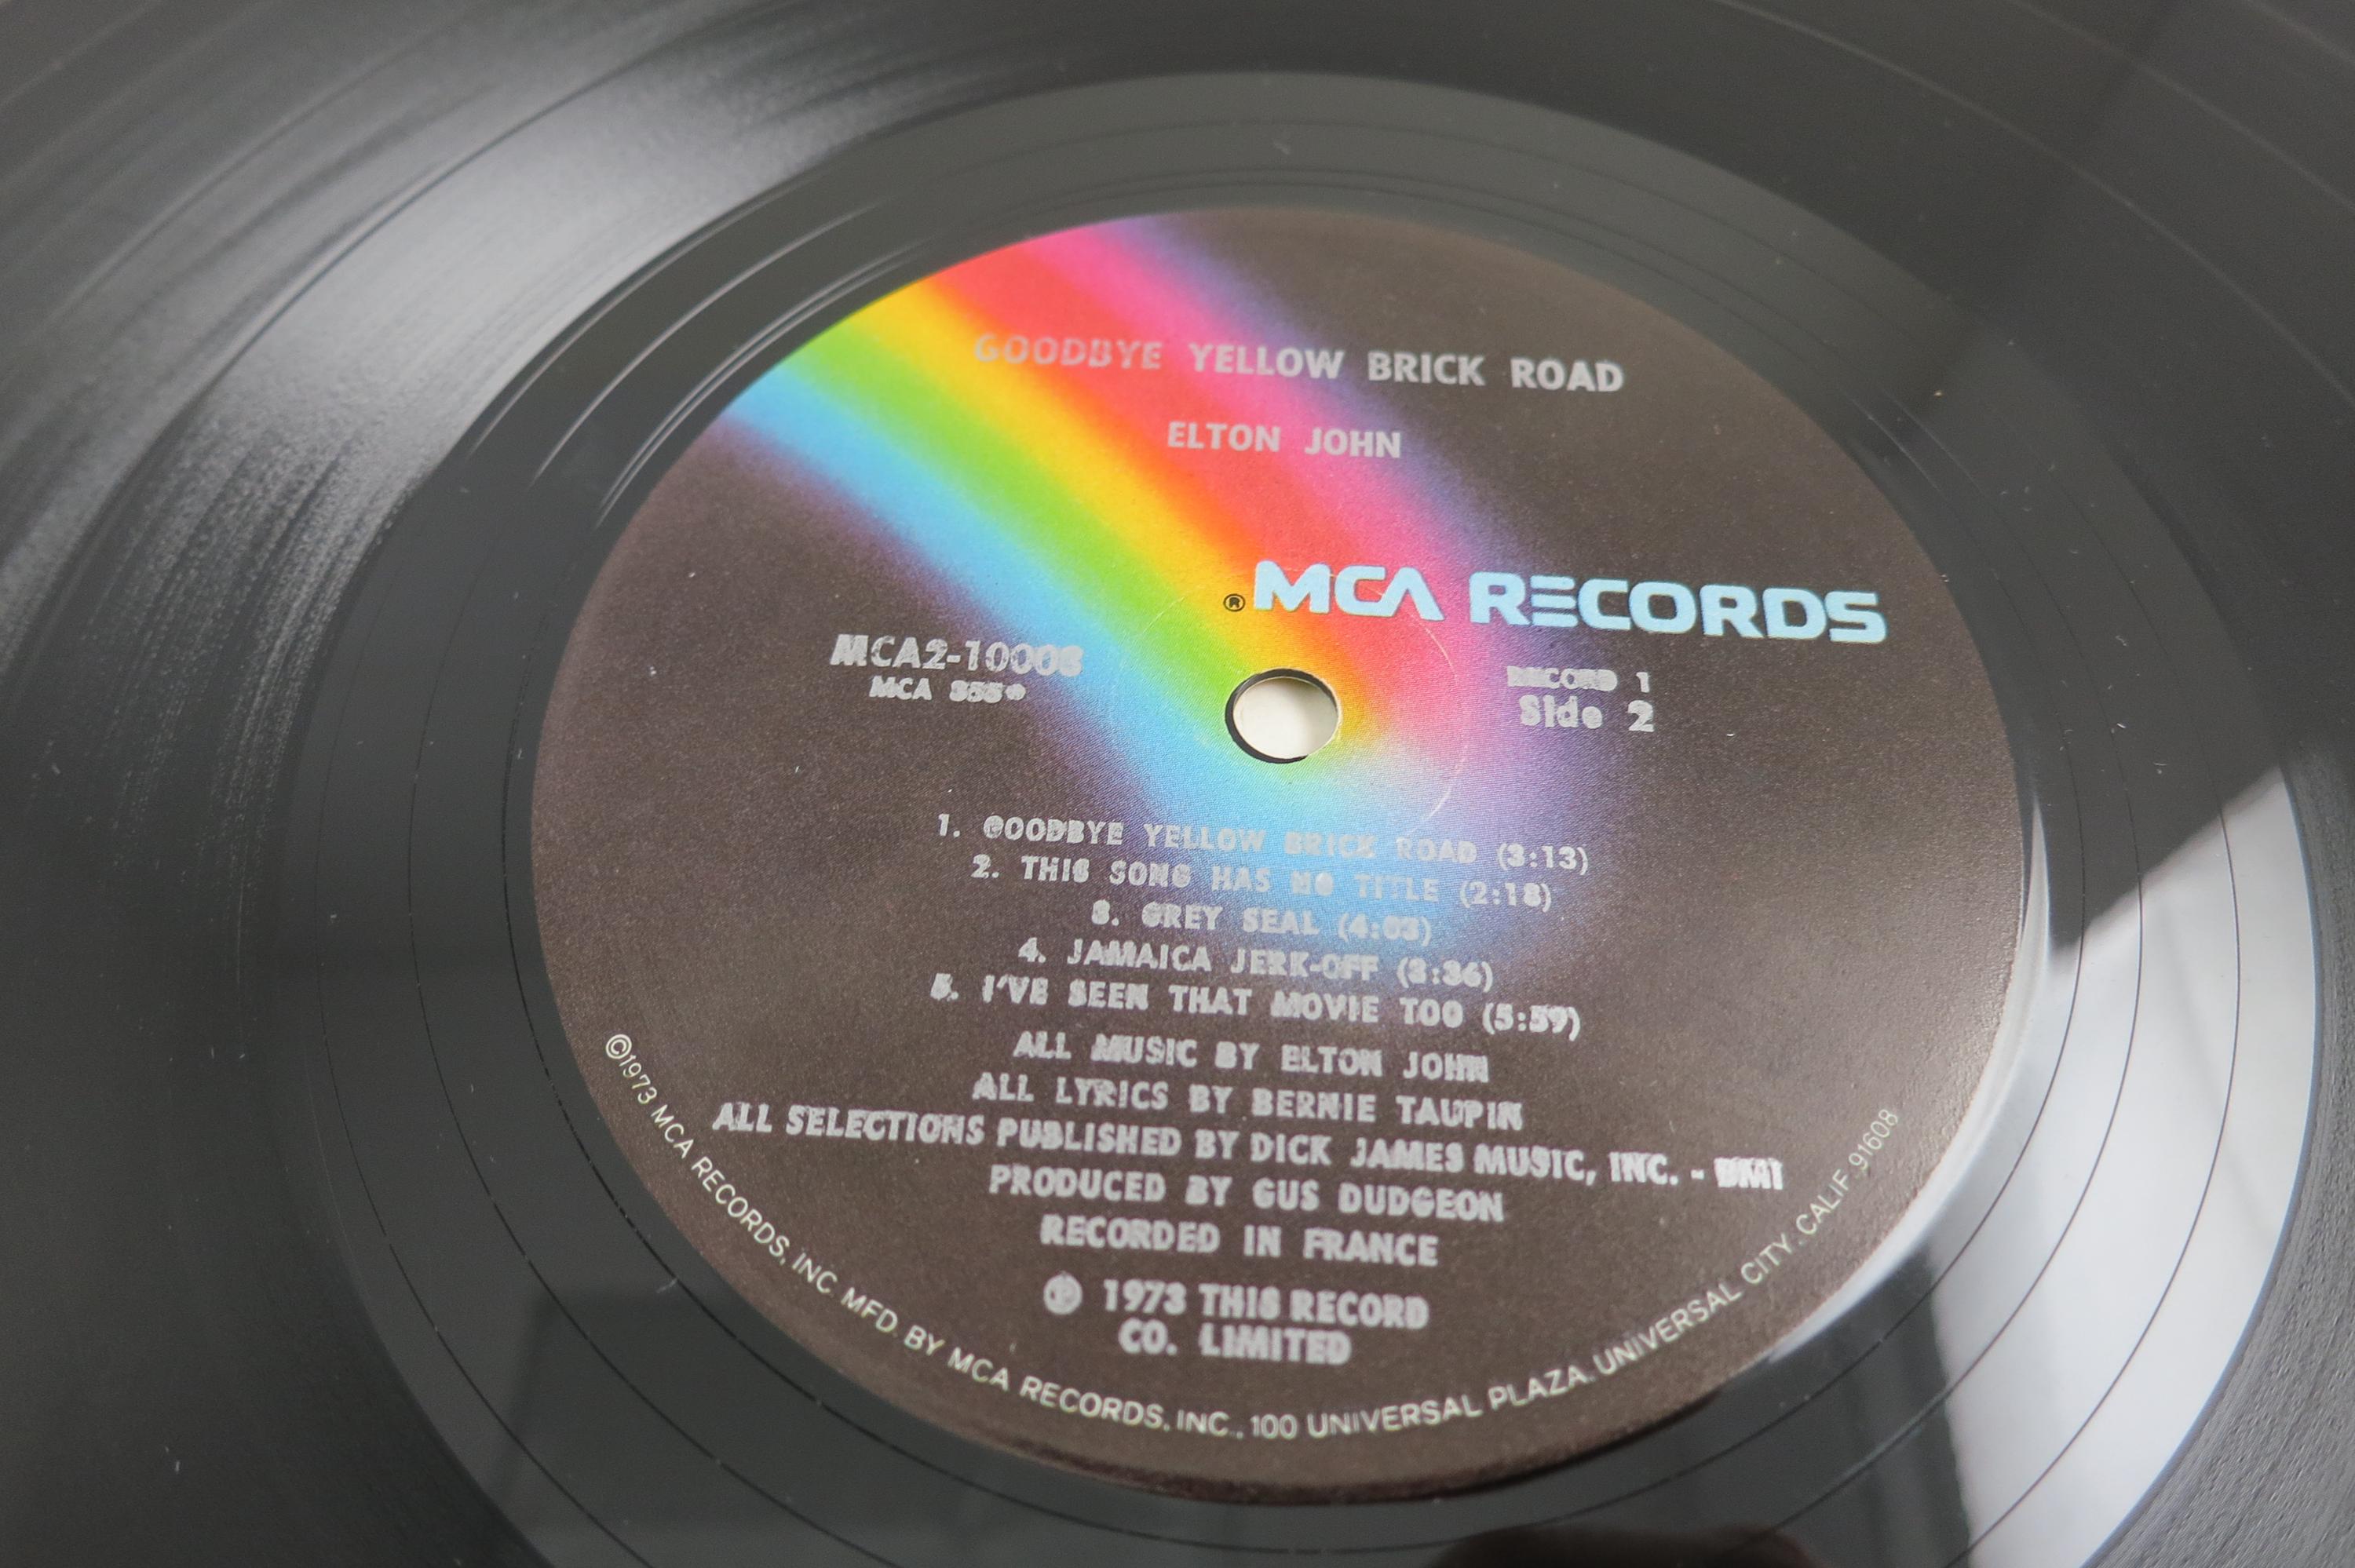 GOODBYE YELLOW BRICK ROAD
ELTON JOHN
® MCA RECORDS
MCA2-10003
RECORD 1
MCA
Side 2
1. GOODBYE YELLOW BRICK ROAD (3:13)
2. THIS SONG HAS NO TITLE (2:18)
3. GREY SEAL (4:03)
4. JAMAICA JERK-OFF (3:36)
5. I'VE SEEN THAT MOVIE TOO (5:59)
ALL MUSIC BY ELTON JOHN
ALL LYRICS BY BERNIE TAUPIN
ALL SELECTIONS PUBLISHED BY DICK JAMES MUSIC, INC. - BMI
PRODUCED BY GUS DUDGEON
RECORDED IN FRANCE
℗ 1973 THIS RECORD
CO. LIMITED
©1973 MCA RECORDS, INC. MFD. BY MCA RECORDS, INC., 100 UNIVERSAL PLAZA, UNIVERSAL CITY, CALIF. 91608